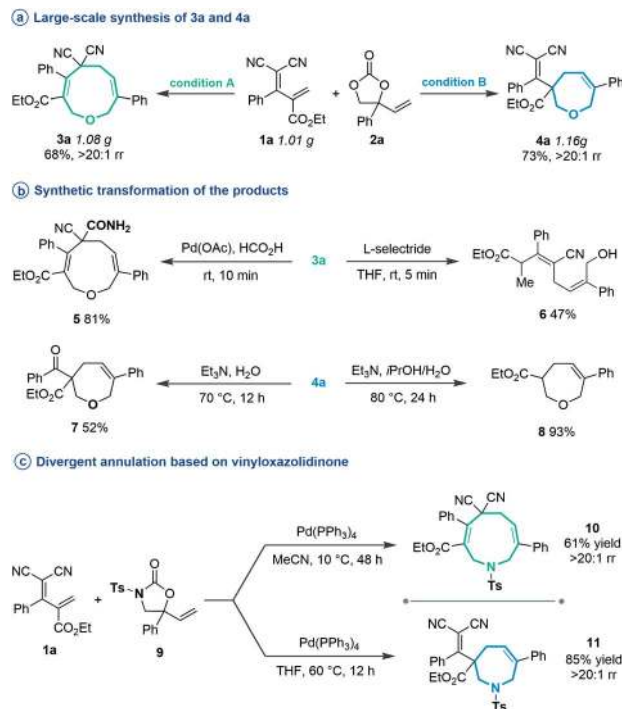 a Large-scale synthesis of 3a and 4a
NC CN
Ph
EtO₂C
Ph
O
3a 1.08 g
68%, >20:1 rr
condition A
NC CN
Ph
CO₂Et
1a 1.01 g
+
O
O O
Ph
2a
condition B
NC CN
Ph
Ph
EtO₂C
O
4a 1.16g
73%, >20:1 rr
b Synthetic transformation of the products
NC CONH₂
Ph
EtO₂C
Ph
O
5 81%
Pd(OAc), HCO₂H
rt, 10 min
3a
L-selectride
THF, rt, 5 min
Ph
EtO₂C
CN OH
Me
Ph
6 47%
O
Ph
Ph
EtO₂C
O
7 52%
Et₃N, H₂O
70 °C, 12 h
4a
Et₃N, iPrOH/H₂O
80 °C, 24 h
EtO₂C
Ph
O
8 93%
c Divergent annulation based on vinyloxazolidinone
NC CN
Ph
CO₂Et
1a
+
O
Ts
N O
Ph
9
Pd(PPh₃)₄
MeCN, 10 °C, 48 h
NC CN
Ph
EtO₂C
Ph
N
Ts
10
61% yield
>20:1 rr
Pd(PPh₃)₄
THF, 60 °C, 12 h
NC CN
Ph
Ph
EtO₂C
N
Ts
11
85% yield
>20:1 rr